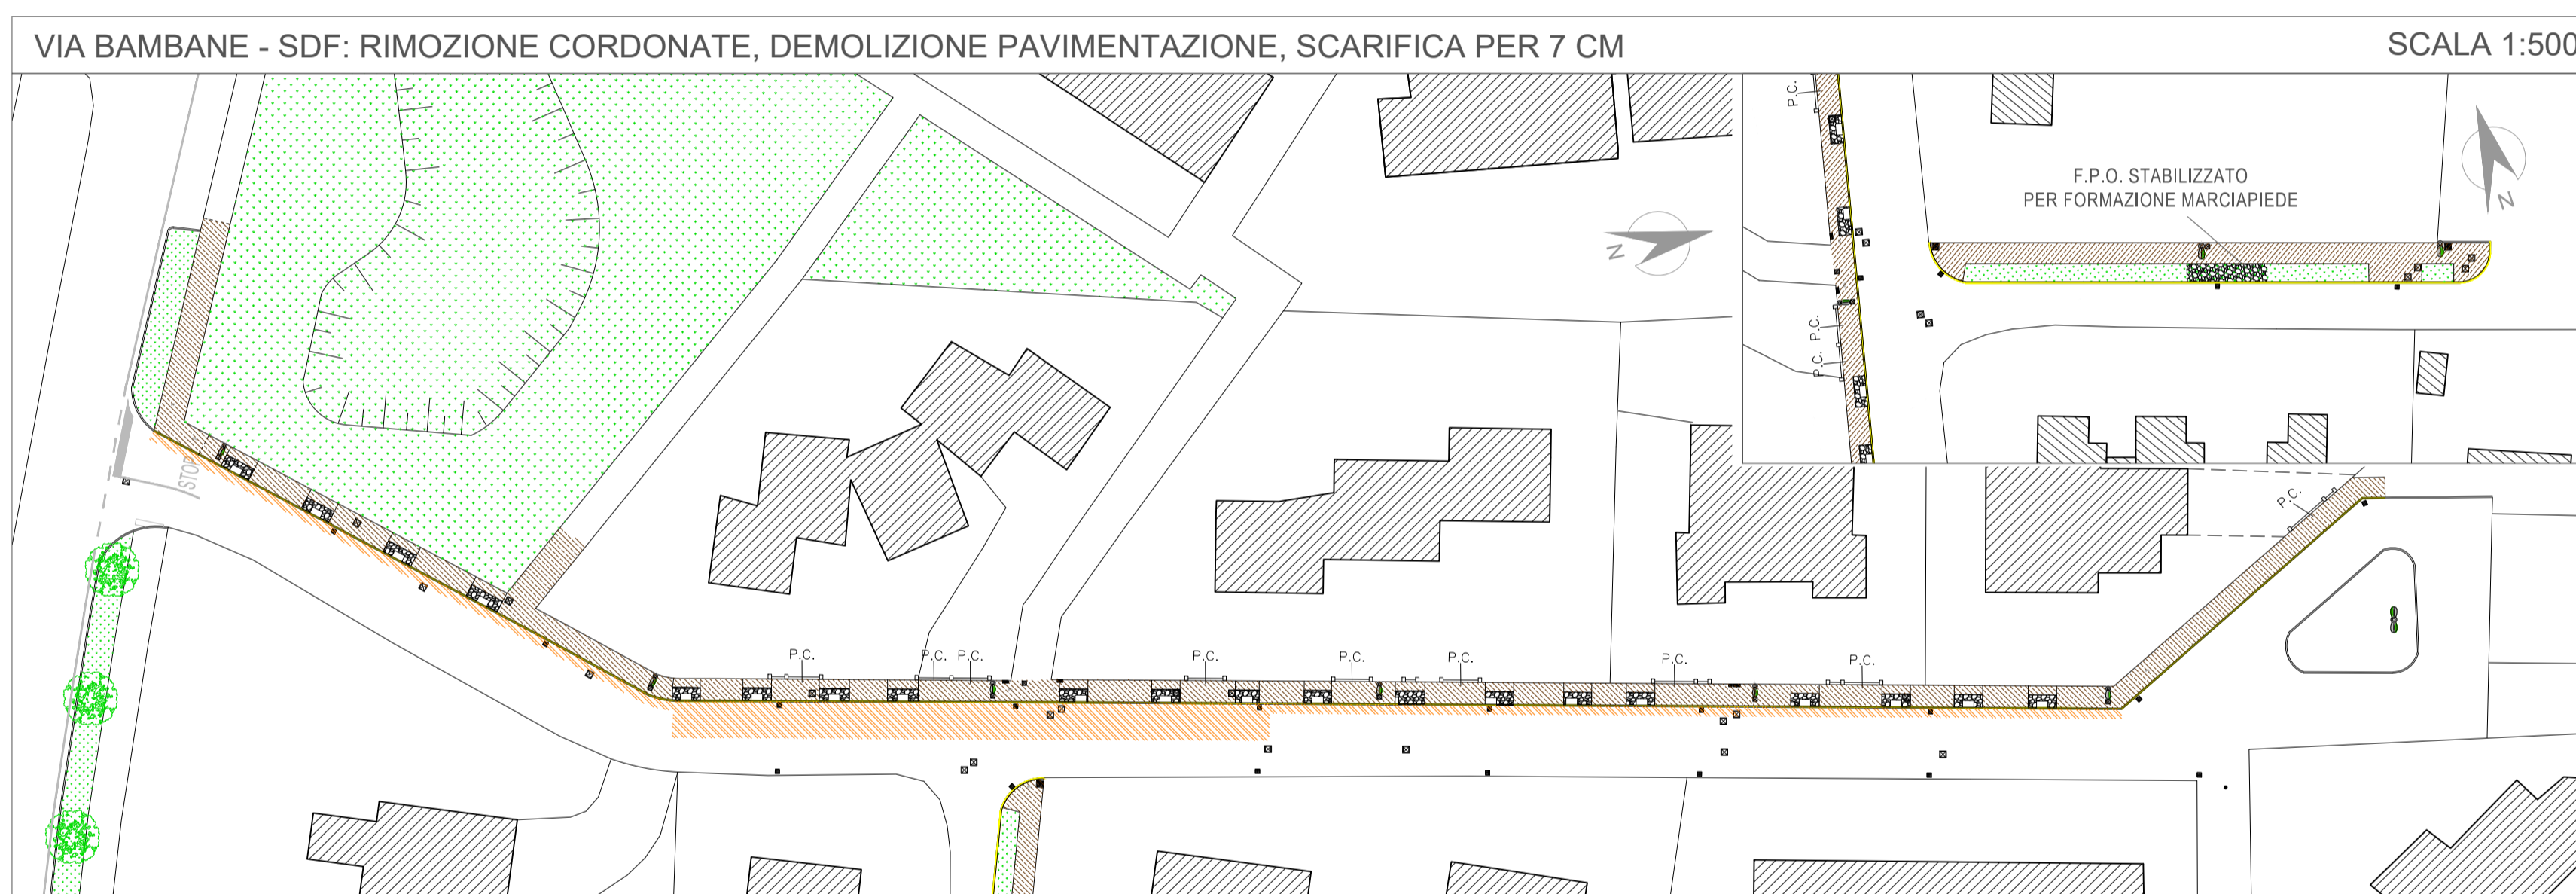 VIA BAMBANE - SDF: RIMOZIONE CORDONATE, DEMOLIZIONE PAVIMENTAZIONE, SCARIFICA PER 7 CM
SCALA 1:500
P.C.
F.P.O. STABILIZZATO
PER FORMAZIONE MARCIAPIEDE
N
N
P.C.
P.C.
STOP
P.C.
P.C.
P.C.
P.C.
P.C.
P.C.
P.C.
P.C.
P.C.